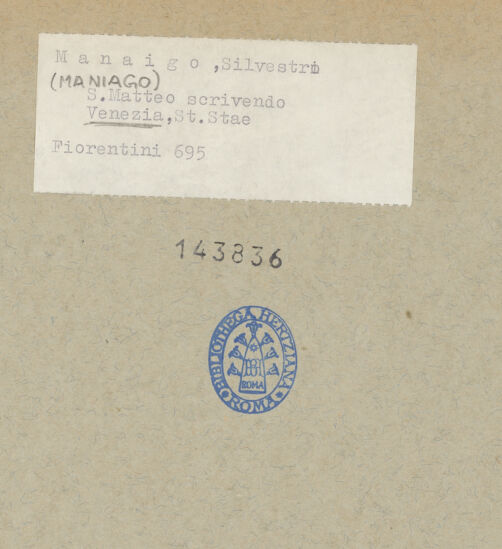 Manaigo,Silvestro
(MANIAGO)
S.Matteo scrivendo
Venezia,St.Stae
Fiorentini 695
143836
BIBLIOTHECA HERTZIANA
ROMA
ROMA